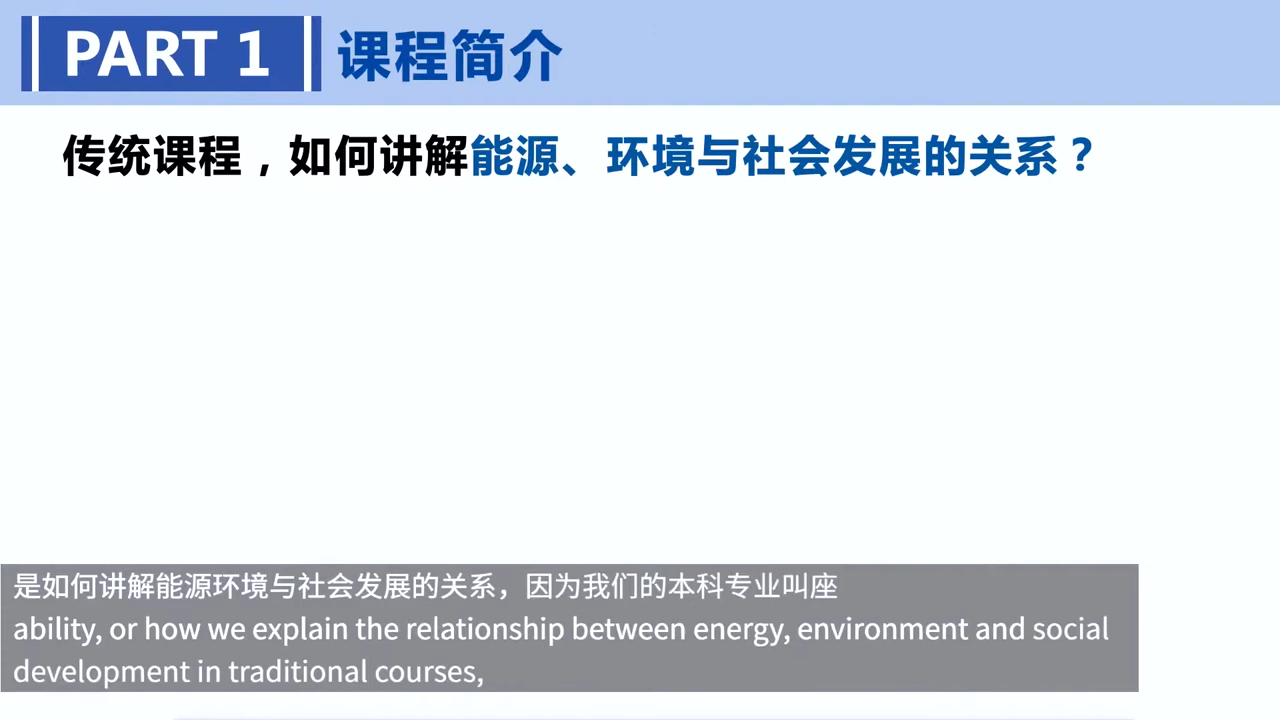 PART 1 课程简介
传统课程，如何讲解能源、环境与社会发展的关系？
是如何讲解能源环境与社会发展的关系，因为我们的本科专业叫座
ability, or how we explain the relationship between energy, environment and social
development in traditional courses,